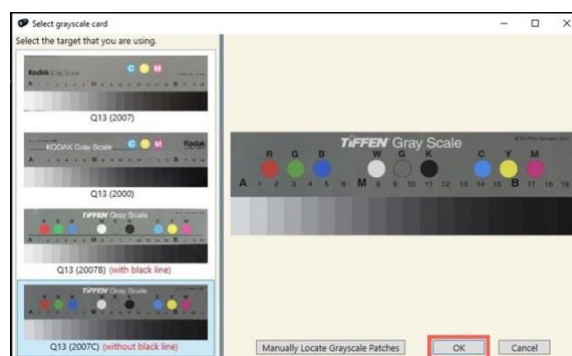 Select grayscale card
Select the target that you are using.
Kodak Gray Scale
C Y M
A M
Q13 (2007)
KODAK Gray Scale
C Y M
Kodak
A M
Q13 (2000)
TIFFEN Gray Scale
Q13 (2007B) (with black line)
TIFFEN Gray Scale
Q13 (2007C) (without black line)
TIFFEN Gray Scale
R G B W G K C Y M
A 1 2 3 4 5 6 M 8 9 10 11 12 13 14 15 B 17 18 19
Manually Locate Grayscale Patches
OK
Cancel